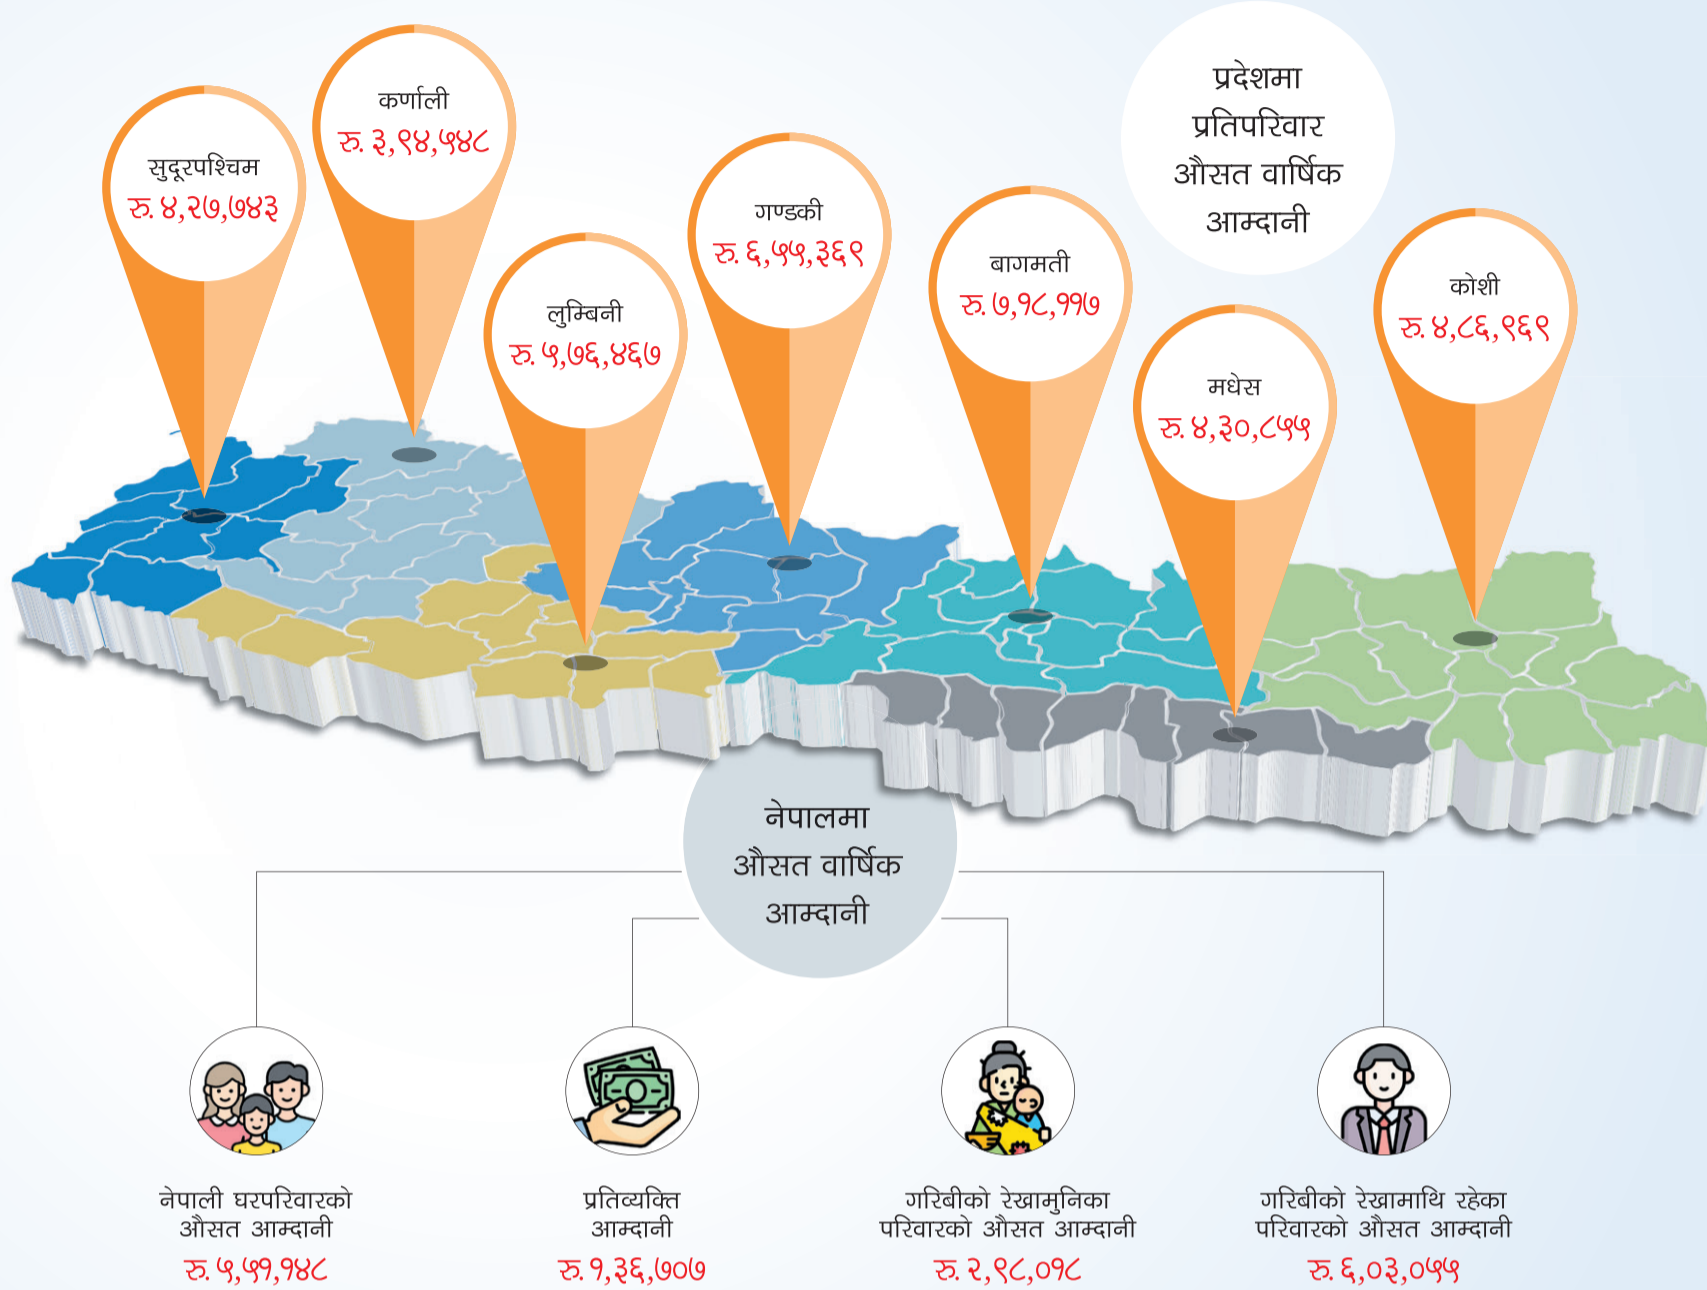 प्रदेशमा
प्रतिपरिवार
औसत वार्षिक
आम्दानी
सुदूरपश्चिम
रु. ४,२७,७४३
कर्णाली
रु. ३,९४,५४८
लुम्बिनी
रु. ५,७६,४६७
गण्डकी
रु. ६,५५,३६९
बागमती
रु. ७,१८,११७
मधेस
रु. ४,३०,८५५
कोशी
रु. ४,८६,९६९
नेपालमा
औसत वार्षिक
आम्दानी
नेपाली घरपरिवारको
औसत आम्दानी
रु. ५,५१,१४८
प्रतिव्यक्ति
आम्दानी
रु. १,३६,७०७
गरिबीको रेखामुनिका
परिवारको औसत आम्दानी
रु. २,९८,०१८
गरिबीको रेखामाथि रहेका
परिवारको औसत आम्दानी
रु. ६,०३,०५५